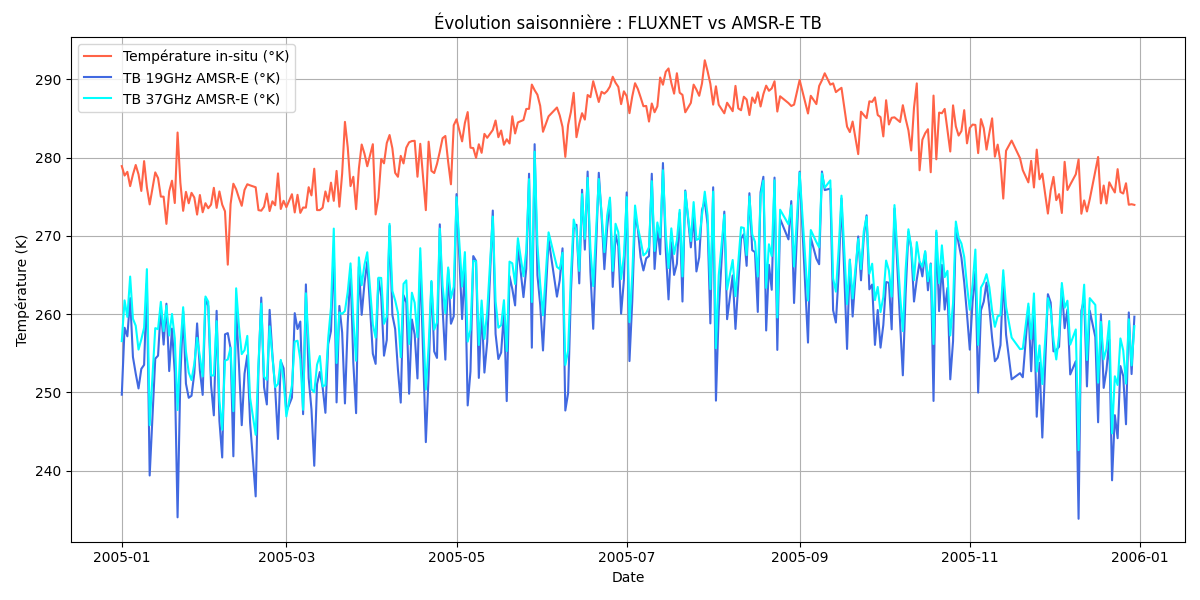 Évolution saisonnière : FLUXNET vs AMSR-E TB
Température in-situ (°K)
TB 19GHz AMSR-E (°K)
TB 37GHz AMSR-E (°K)
Température (K)
290
280
270
260
250
240
2005-01
2005-03
2005-05
2005-07
2005-09
2005-11
2006-01
Date